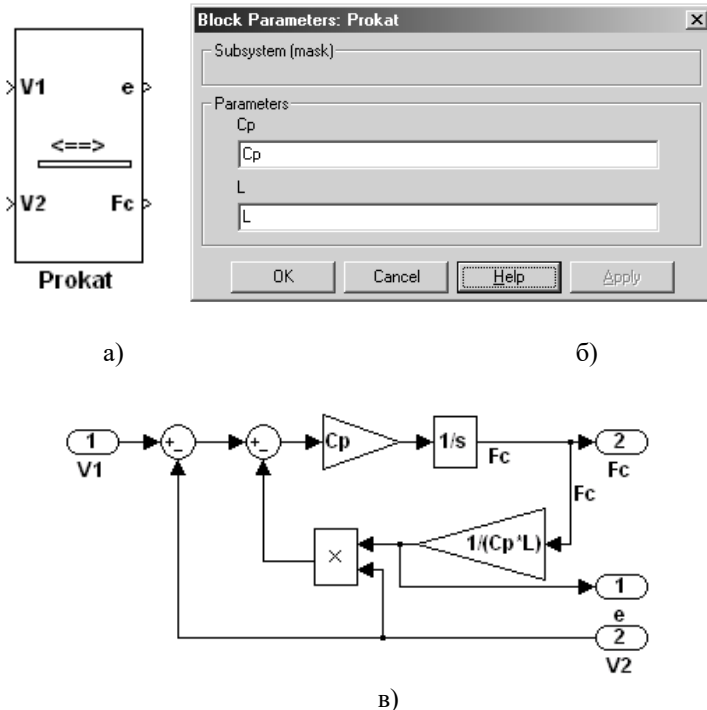 V1 e
<==>
V2 Fc
Prokat
Block Parameters: Prokat
Subsystem (mask)
Parameters
Cp
Cp
L
L
OK Cancel Help Apply
а) б)
1
V1
+
−
+
−
Cp
1/s
Fc
2
Fc
Fc
×
1/(Cp*L)
1
e
2
V2
в)